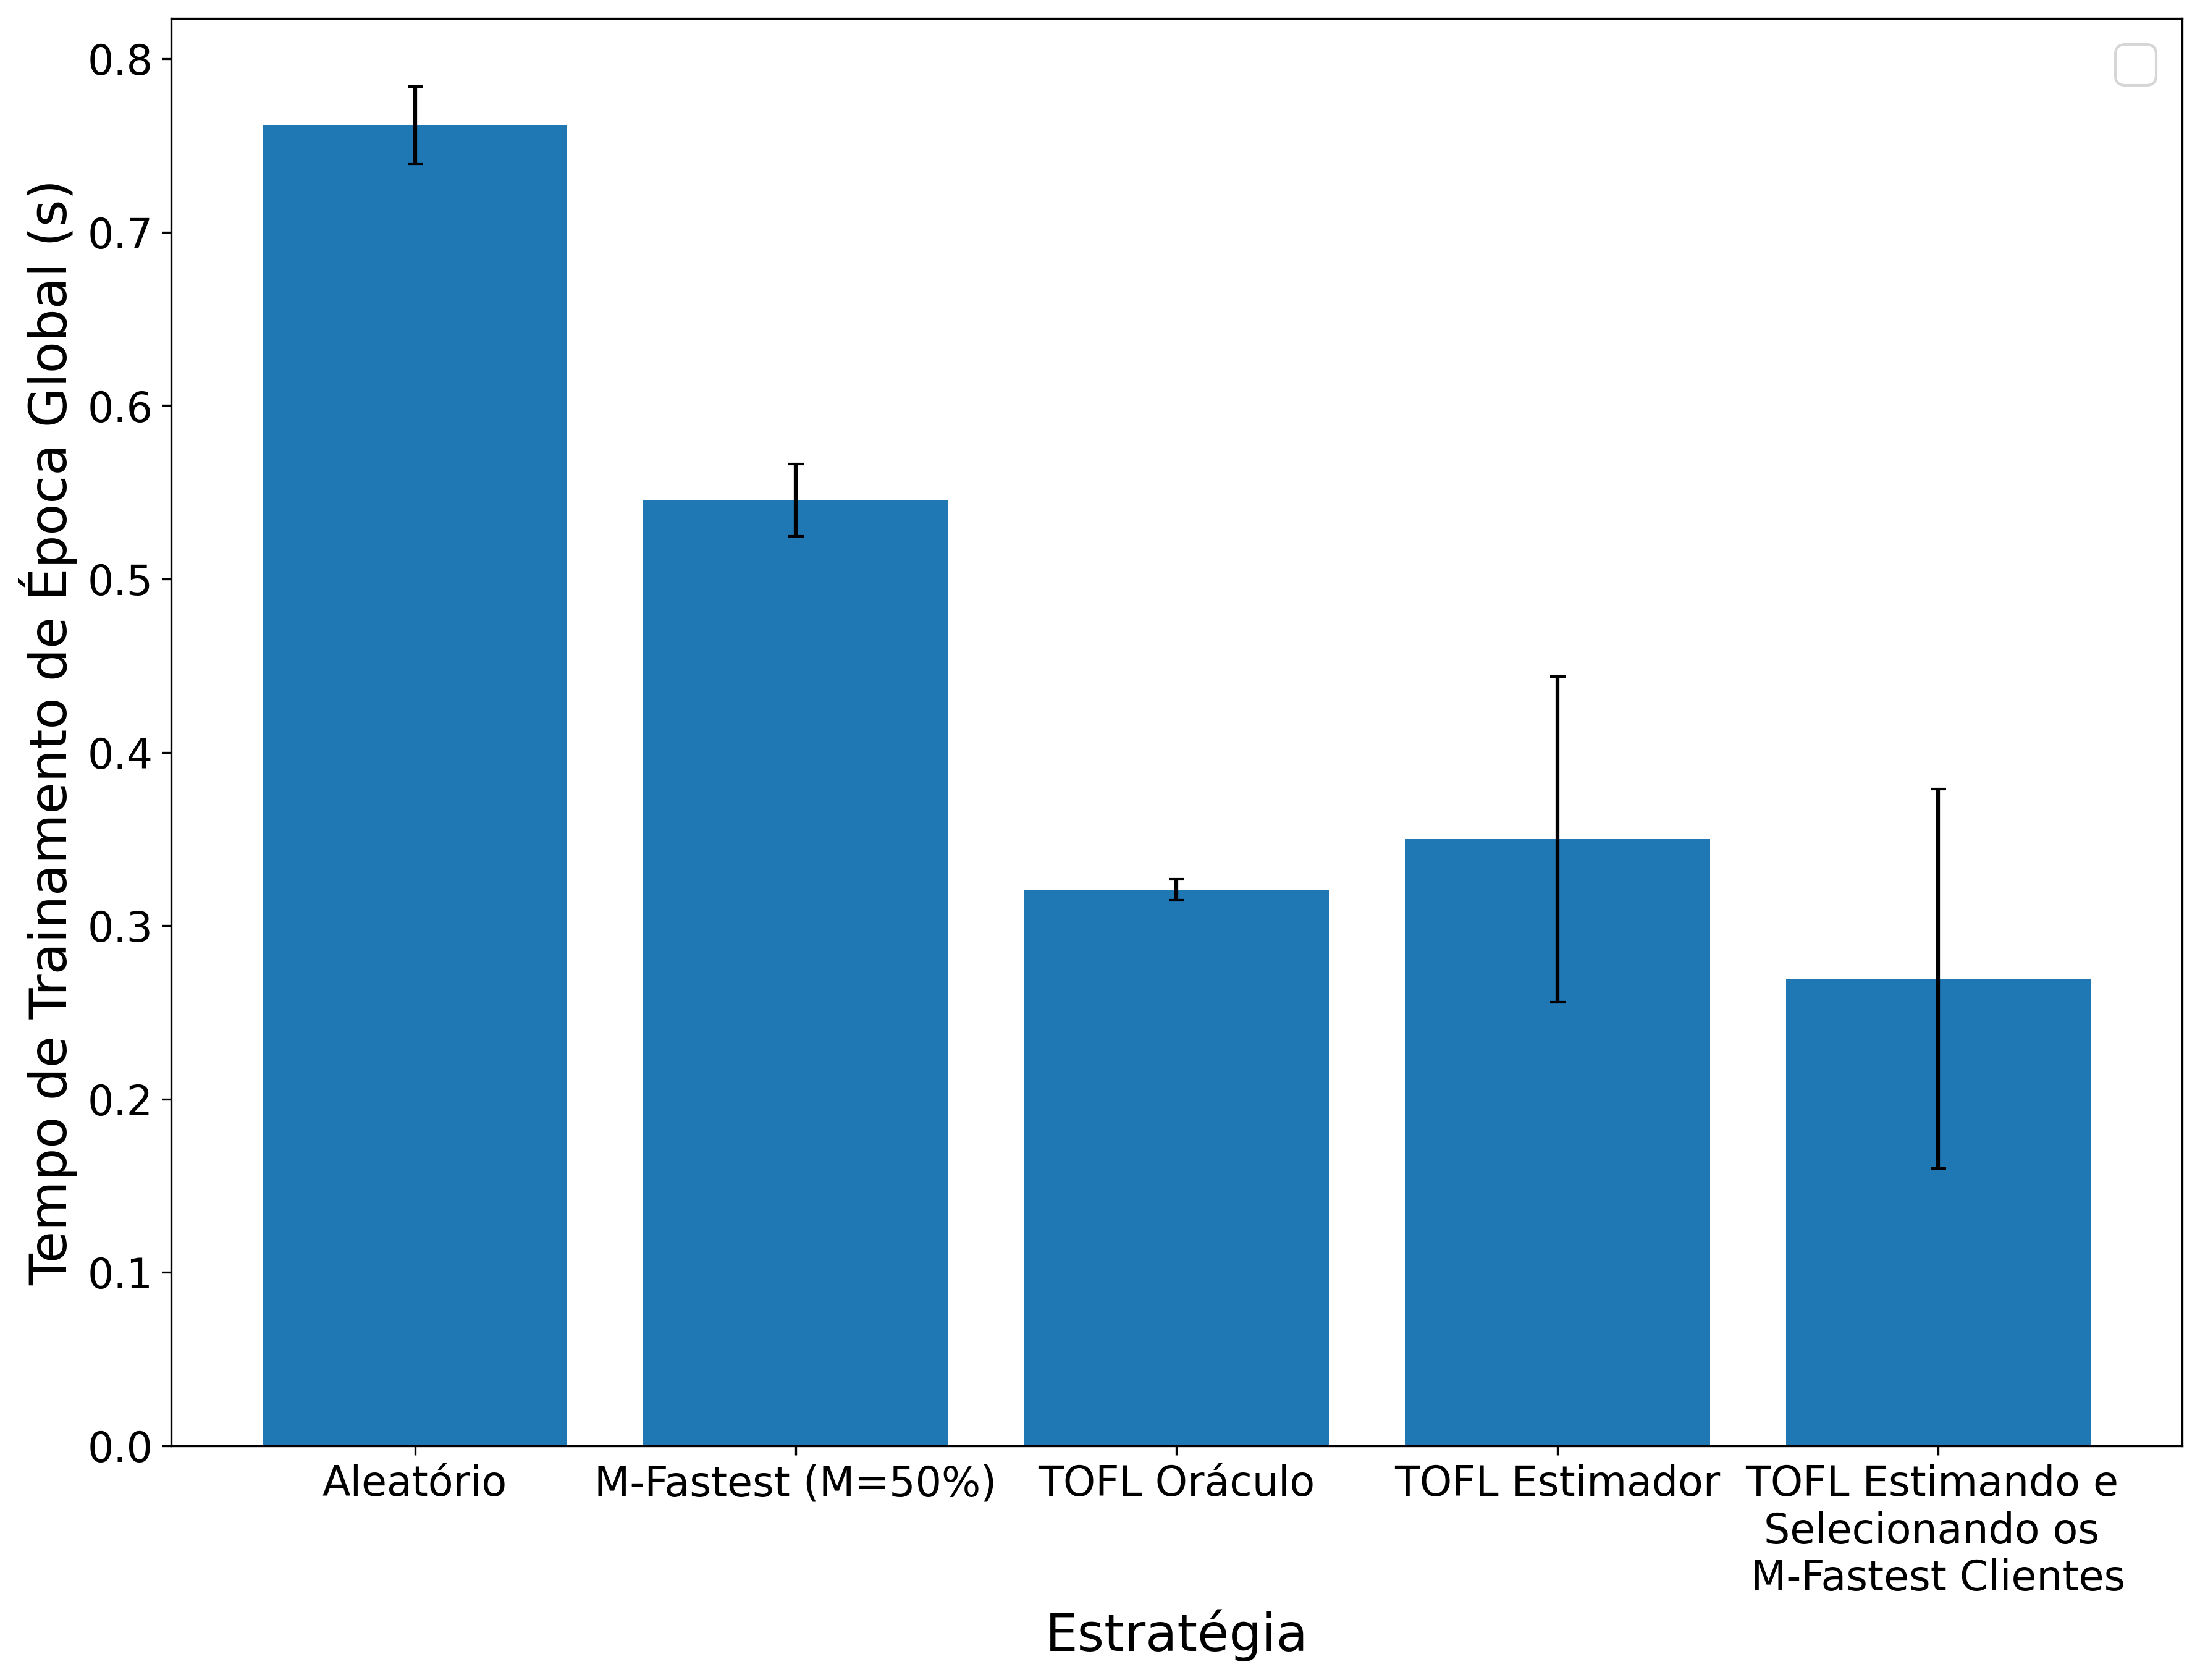 Tempo de Trainamento de Época Global (s)
0.8
0.7
0.6
0.5
0.4
0.3
0.2
0.1
0.0
Aleatório
M-Fastest (M=50%)
TOFL Oráculo
TOFL Estimador
TOFL Estimando e
Selecionando os
M-Fastest Clientes
Estratégia